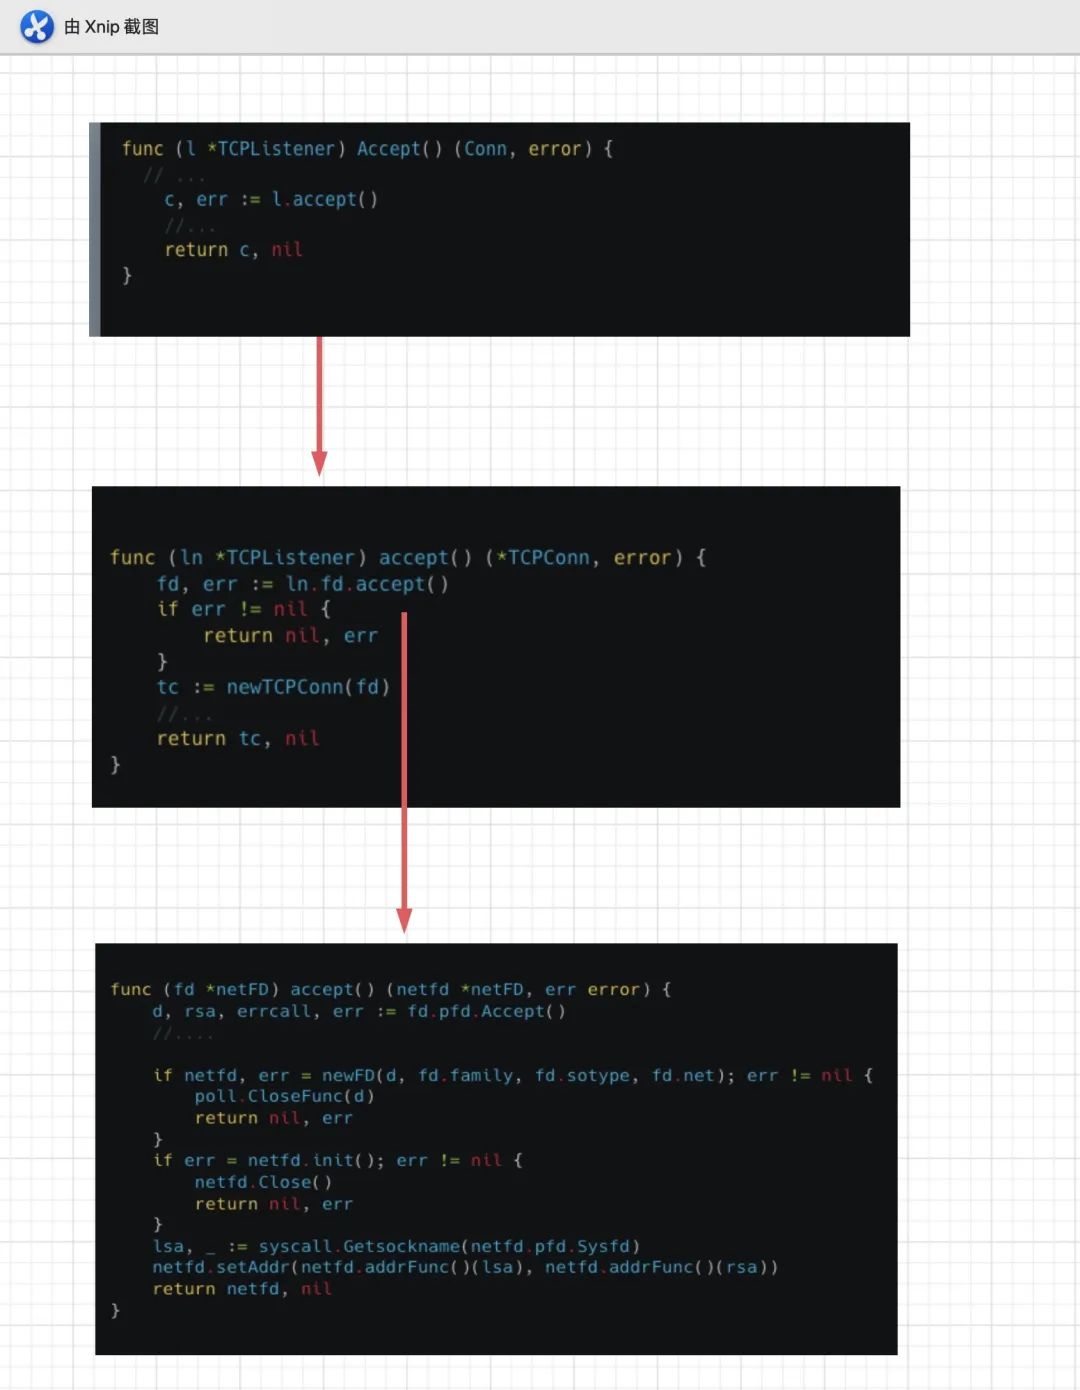 由 Xnip 截图
func (l *TCPListener) Accept() (Conn, error) {
  // ...
    c, err := l.accept()
    //...
    return c, nil
}
func (ln *TCPListener) accept() (*TCPConn, error) {
    fd, err := ln.fd.accept()
    if err != nil {
        return nil, err
    }
    tc := newTCPConn(fd)
    //...
    return tc, nil
}
func (fd *netFD) accept() (netfd *netFD, err error) {
    d, rsa, errcall, err := fd.pfd.Accept()
    //....
    if netfd, err = newFD(d, fd.family, fd.sotype, fd.net); err != nil {
        poll.CloseFunc(d)
        return nil, err
    }
    if err = netfd.init(); err != nil {
        netfd.Close()
        return nil, err
    }
    lsa, _ := syscall.Getsockname(netfd.pfd.Sysfd)
    netfd.setAddr(netfd.addrFunc()(lsa), netfd.addrFunc()(rsa))
    return netfd, nil
}